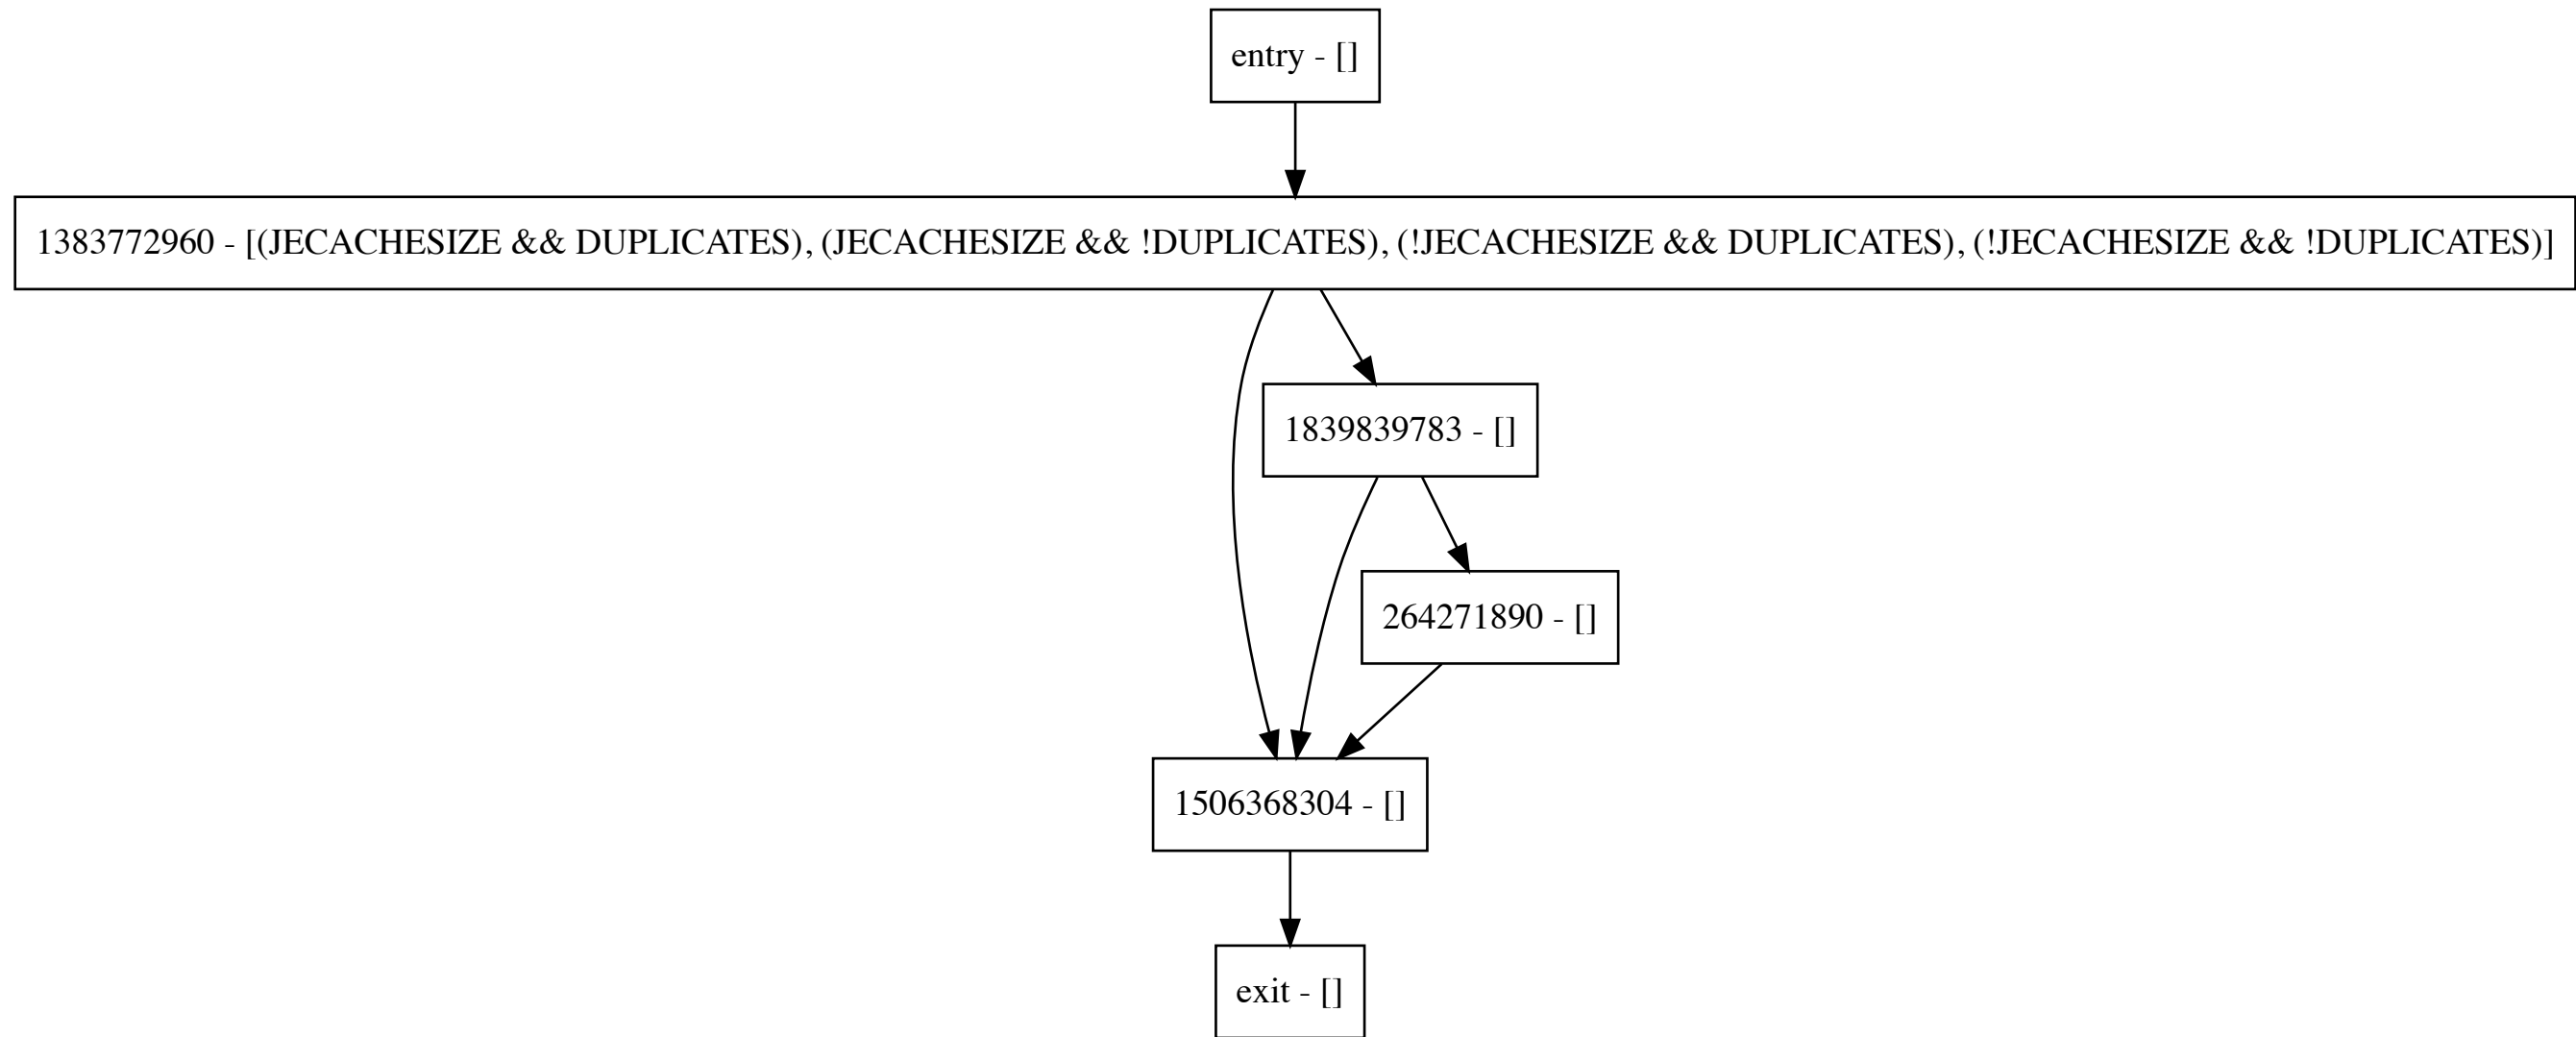 entry - []
1383772960 - [(JECACHESIZE && DUPLICATES), (JECACHESIZE && !DUPLICATES), (!JECACHESIZE && DUPLICATES), (!JECACHESIZE && !DUPLICATES)]
1839839783 - []
264271890 - []
1506368304 - []
exit - []